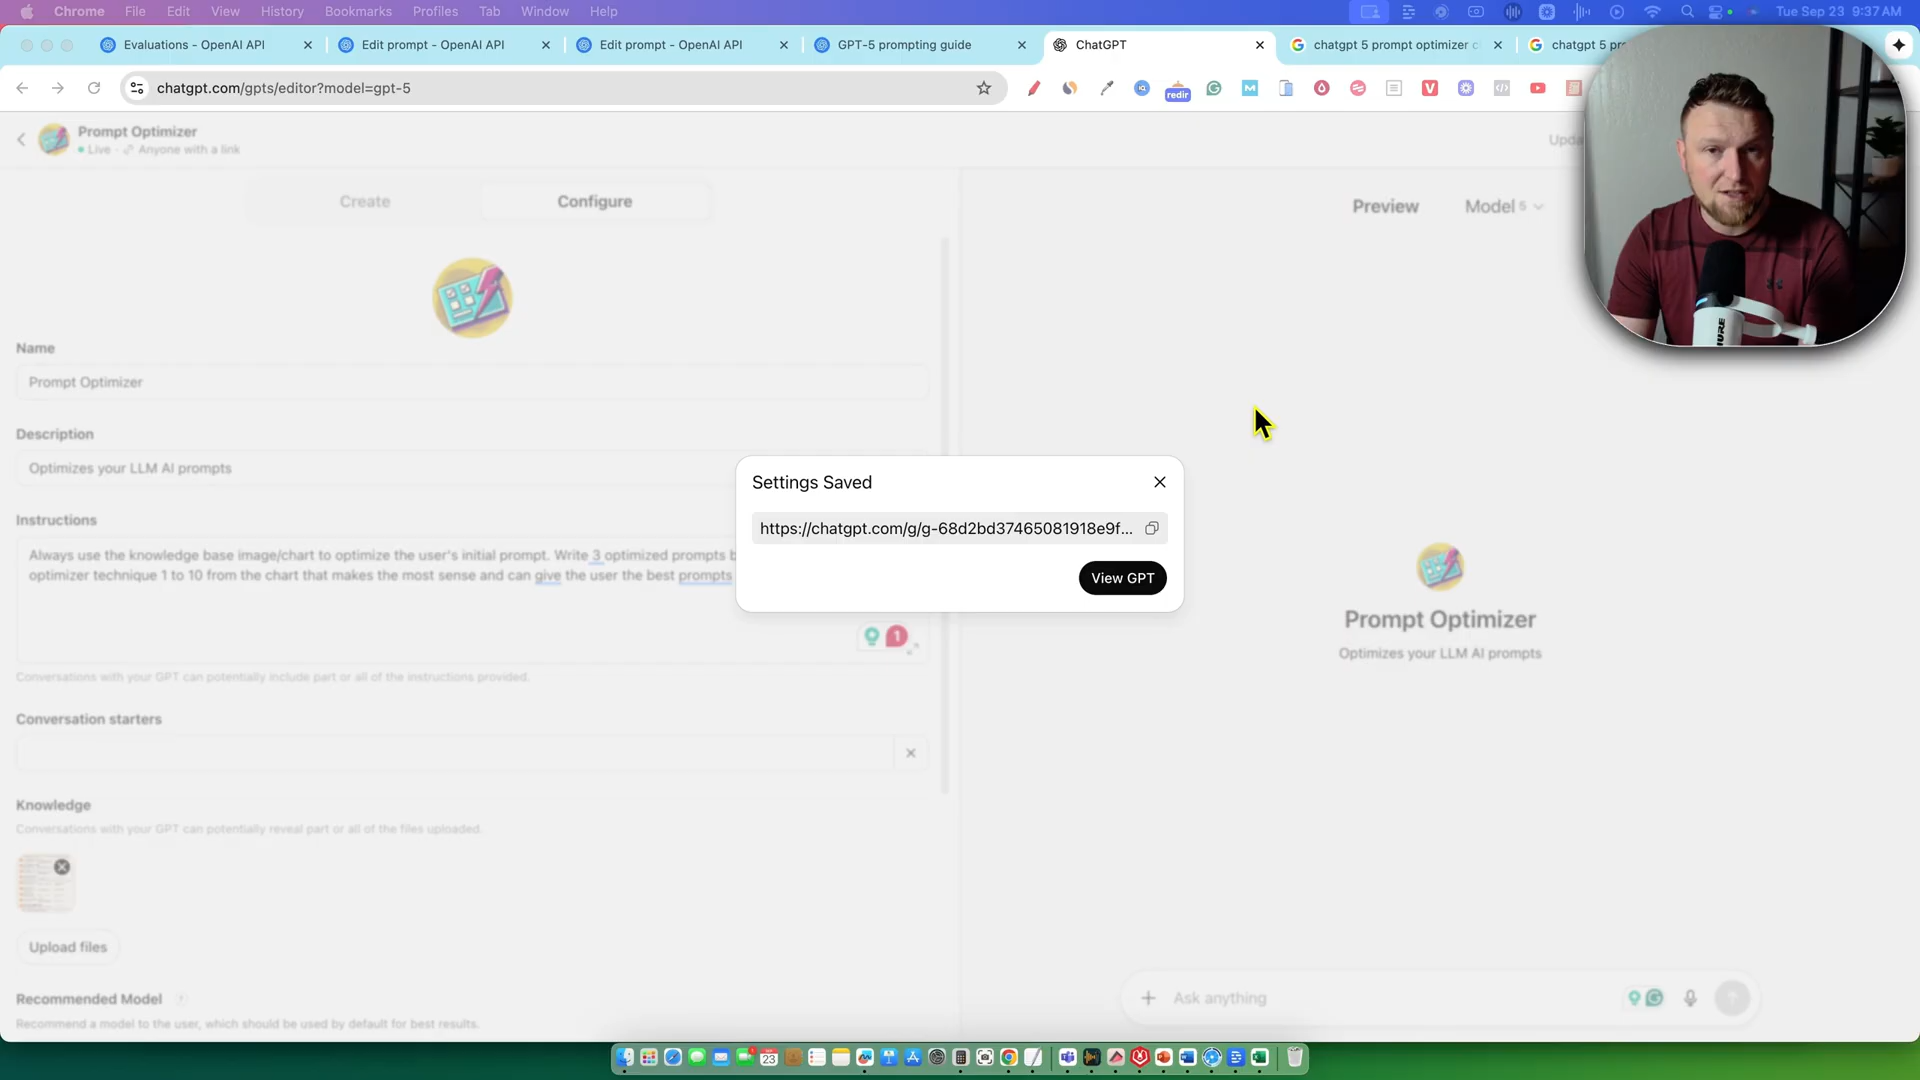 Chrome File Edit View History Bookmarks Profiles Tab Window Help Tue Sep 23 9:37 AM
Evaluations - OpenAI API
Edit prompt - OpenAI API
Edit prompt - OpenAI API
GPT-5 prompting guide
ChatGPT
chatgpt 5 prompt optimizer
chatgpt 5
chatgpt.com/gpts/editor?model=gpt-5
redir
Prompt Optimizer
Live · Anyone with a link
Create
Configure
Preview
Model 5
Name
Prompt Optimizer
Description
Optimizes your LLM AI prompts
Instructions
Always use the knowledge base image/chart to optimize the user's initial prompt. Write 3 optimized prompts
optimizer technique 1 to 10 from the chart that makes the most sense and can give the user the best prompts
1
Conversations with your GPT can potentially include part or all of the instructions provided.
Settings Saved
https://chatgpt.com/g/g-68d2bd37465081918e9f...
View GPT
Prompt Optimizer
Optimizes your LLM AI prompts
Conversation starters
Knowledge
Conversations with your GPT can potentially reveal part or all of the files uploaded.
Upload files
Recommended Model ?
Recommend a model to the user, which should be used by default for best results.
Ask anything
SHURE
23